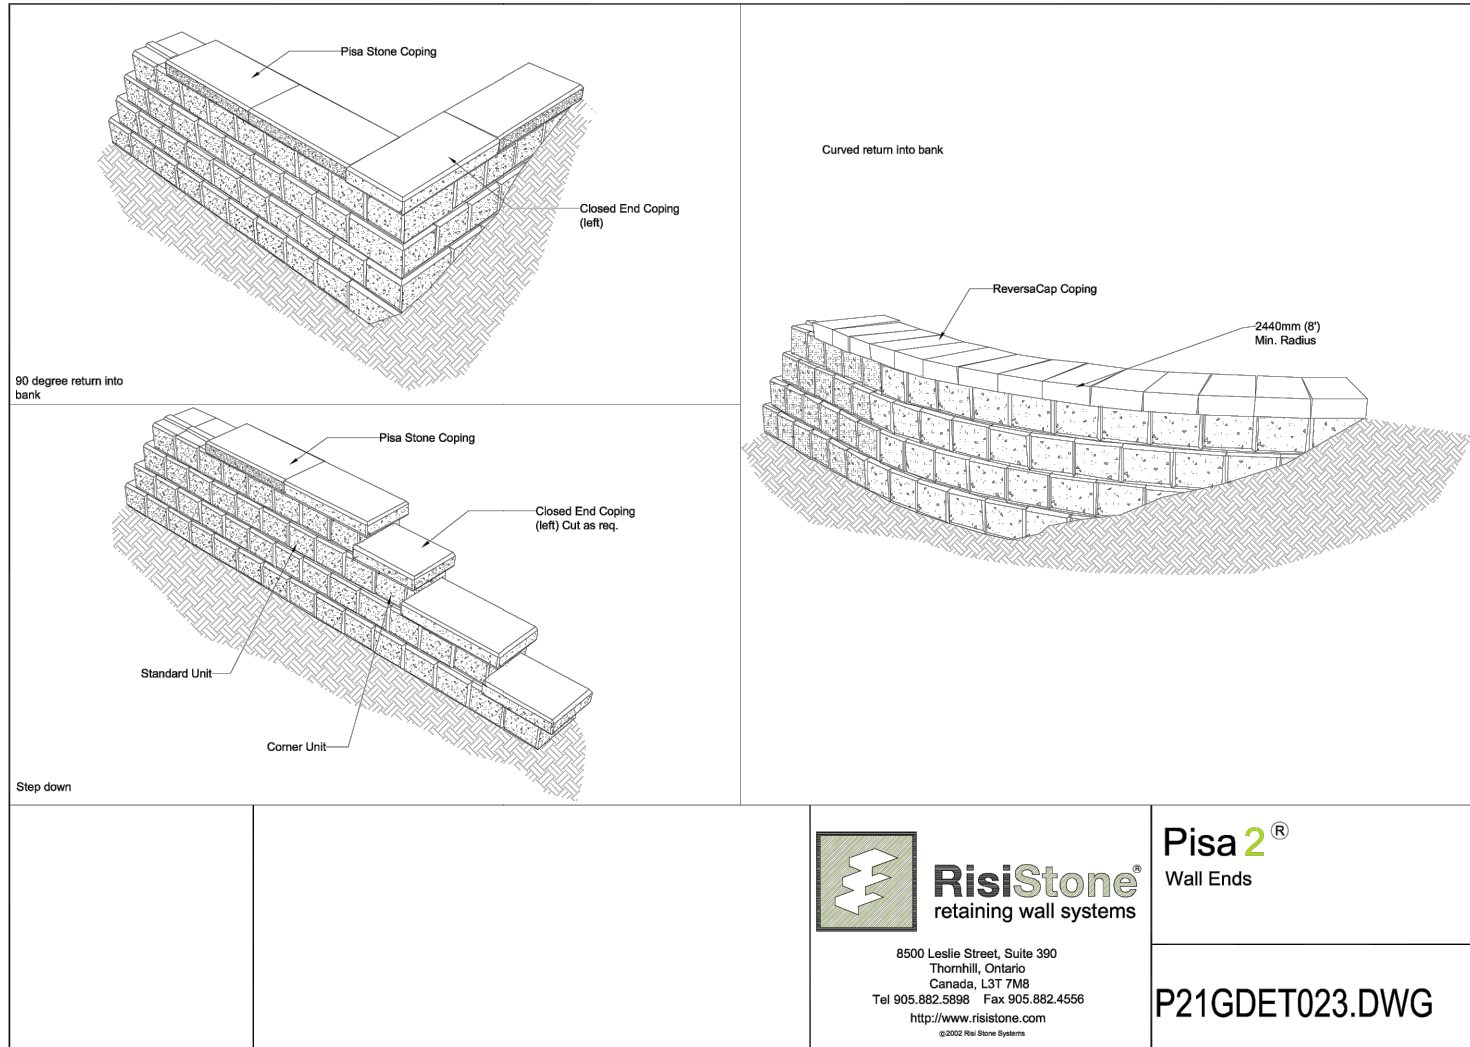 Pisa Stone Coping
Closed End Coping
(left)
90 degree return into
bank
Curved return into bank
ReversaCap Coping
2440mm (8')
Min. Radius
Pisa Stone Coping
Closed End Coping
(left) Cut as req.
Standard Unit
Corner Unit
Step down
RisiStone®
retaining wall systems
8500 Leslie Street, Suite 390
Thornhill, Ontario
Canada, L3T 7M8
Tel 905.882.5898 Fax 905.882.4556
http://www.risistone.com
©2002 Risi Stone Systems
Pisa 2®
Wall Ends
P21GDET023.DWG